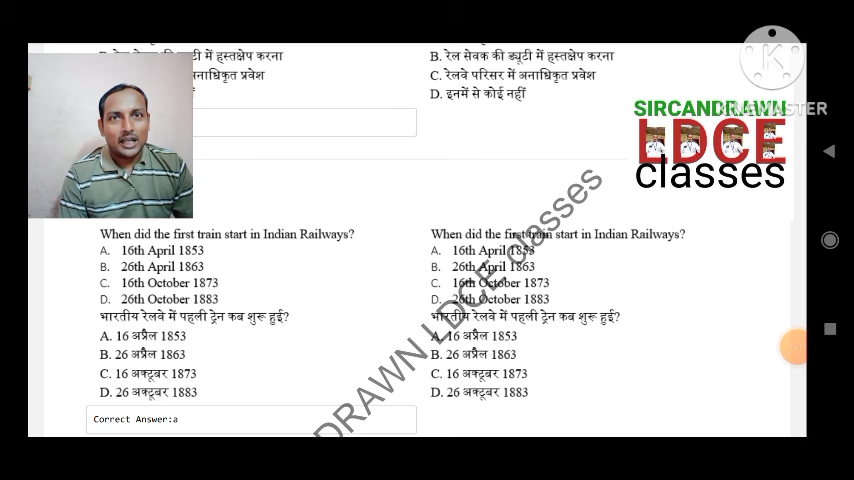 में हस्तक्षेप करना
अनाधिकृत प्रवेश
B. रेल सेवक की ड्यूटी में हस्तक्षेप करना
C. रेलवे परिसर में अनाधिकृत प्रवेश
D. इनमें से कोई नहीं
K
KINEMASTER
SIRCANDRAWN
LDCE
classes
When did the first train start in Indian Railways?
A. 16th April 1853
B. 26th April 1863
C. 16th October 1873
D. 26th October 1883
भारतीय रेलवे में पहली ट्रेन कब शुरू हुई?
A. 16 अप्रैल 1853
B. 26 अप्रैल 1863
C. 16 अक्टूबर 1873
D. 26 अक्टूबर 1883
Correct Answer:a
When did the first train start in Indian Railways?
A. 16th April 1853
B. 26th April 1863
C. 16th October 1873
D. 26th October 1883
भारतीय रेलवे में पहली ट्रेन कब शुरू हुई?
A. 16 अप्रैल 1853
B. 26 अप्रैल 1863
C. 16 अक्टूबर 1873
D. 26 अक्टूबर 1883
DRAWN LDCE classes